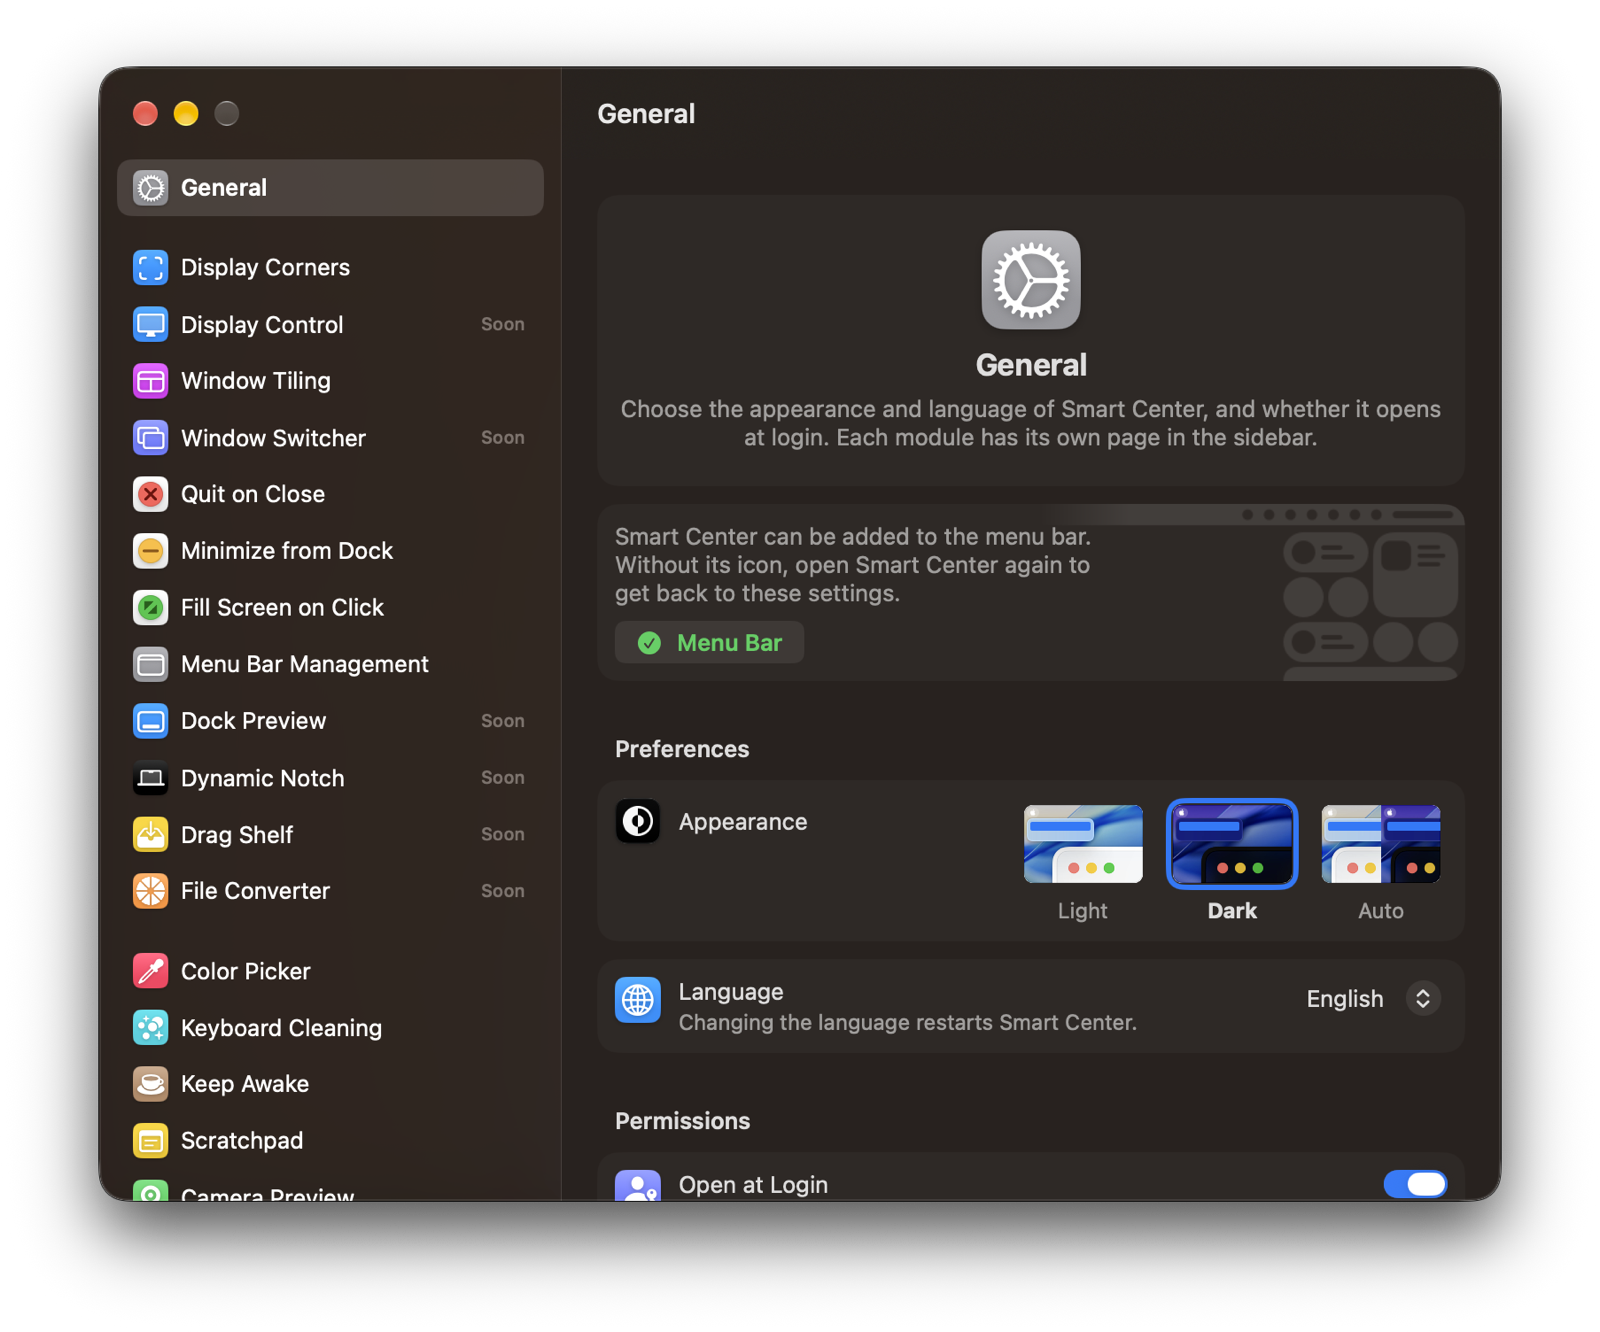 General
Display Corners
Display Control Soon
Window Tiling
Window Switcher Soon
Quit on Close
Minimize from Dock
Fill Screen on Click
Menu Bar Management
Dock Preview Soon
Dynamic Notch Soon
Drag Shelf Soon
File Converter Soon
Color Picker
Keyboard Cleaning
Keep Awake
Scratchpad
Camera Preview
General
General
Choose the appearance and language of Smart Center, and whether it opens
at login. Each module has its own page in the sidebar.
Smart Center can be added to the menu bar.
Without its icon, open Smart Center again to
get back to these settings.
Menu Bar
Preferences
Appearance
Light Dark Auto
Language
English
Changing the language restarts Smart Center.
Permissions
Open at Login